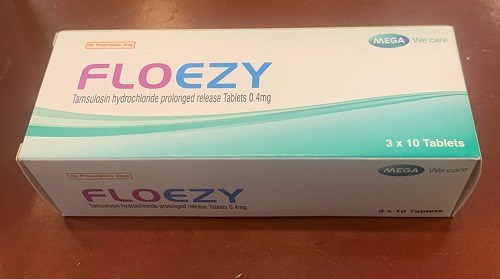 Rx Prescription Drug
MEGA We care
FLOEZY
Tamsulosin hydrochloride prolonged release Tablets 0.4mg
3 x 10 Tablets
Rx Prescription Drug
MEGA We care
FLOEZY
Tamsulosin hydrochloride prolonged release Tablets 0.4mg
3 x 10 Tablets